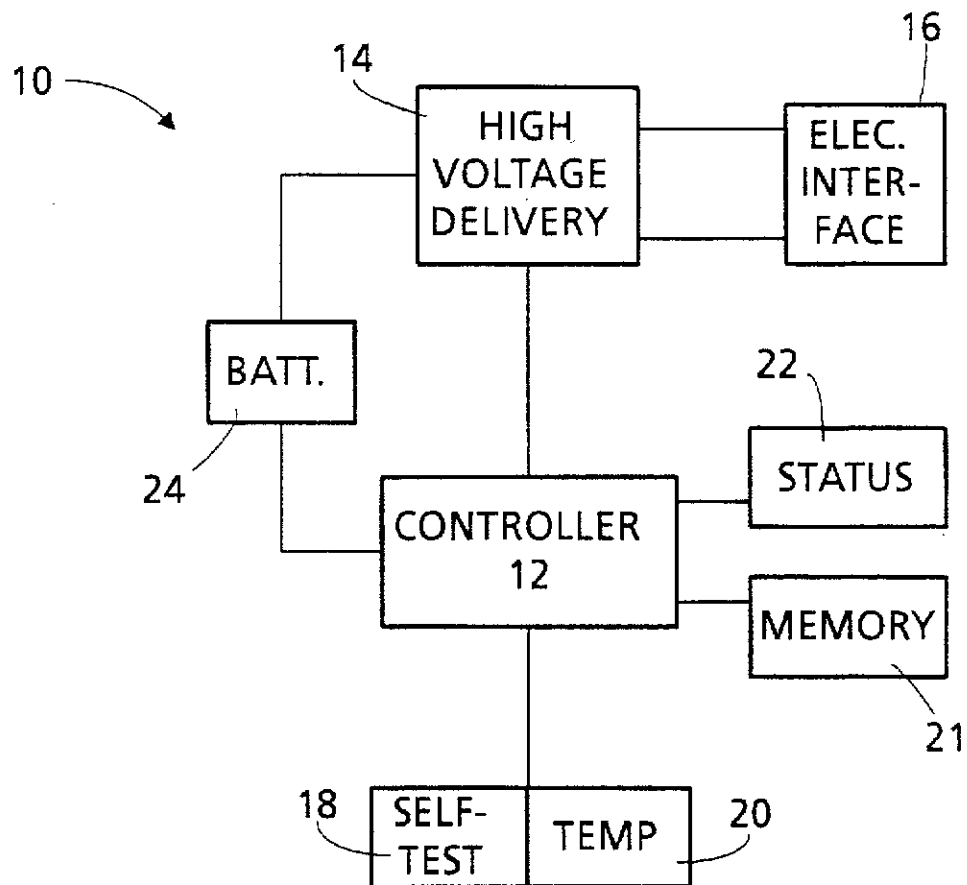 10
14
HIGH
VOLTAGE
DELIVERY
16
ELEC.
INTER-
FACE
BATT.
24
22
STATUS
CONTROLLER
12
MEMORY
21
18
SELF-
TEST
TEMP
20